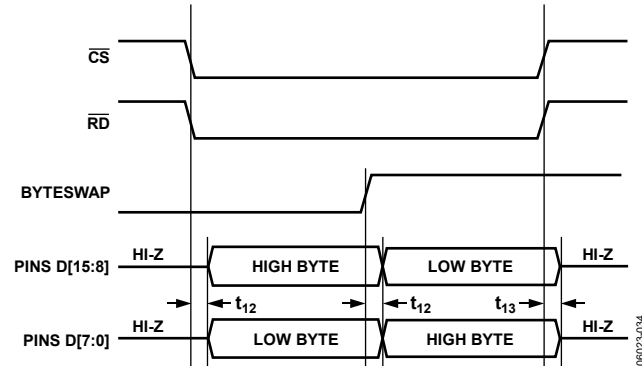 CS
RD
BYTESWAP
PINS D[15:8] HI-Z HIGH BYTE LOW BYTE HI-Z
t12 t12 t13
PINS D[7:0] HI-Z LOW BYTE HIGH BYTE HI-Z
06023-034